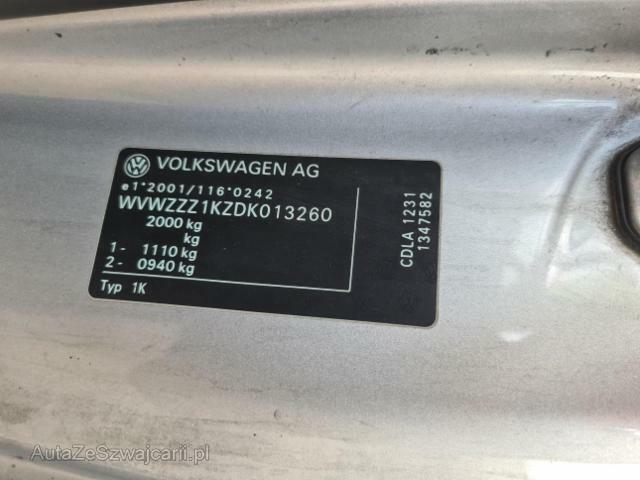 VOLKSWAGEN AG
e1*2001/116*0242
WVWZZZ1KZDK013260
2000 kg
kg
1- 1110 kg
2- 0940 kg
Typ 1K
CDLA 1231
1347582
AutaZeSzwajcarii.pl